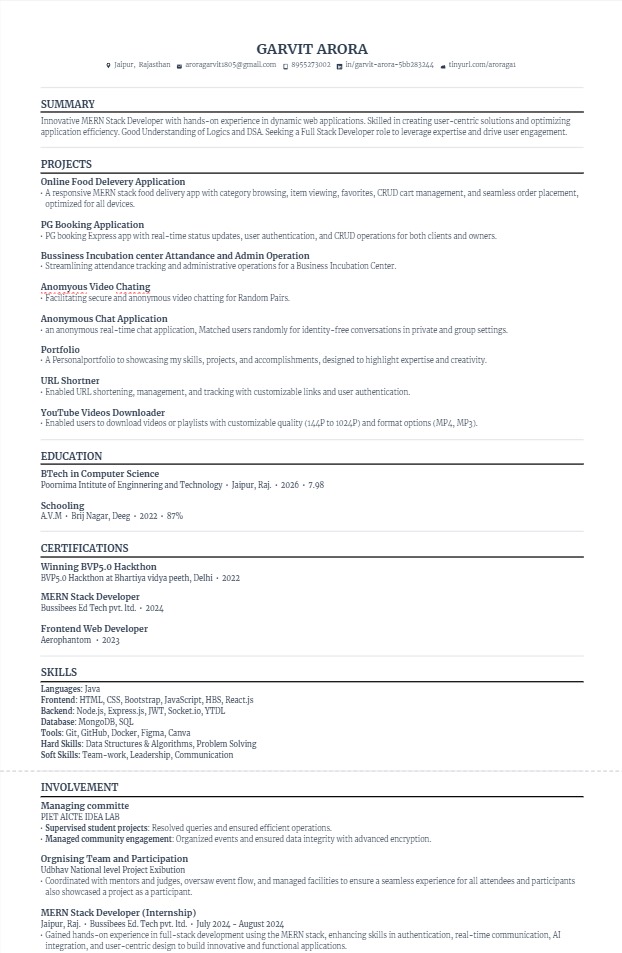 GARVIT ARORA
Jaipur, Rajasthan aroragarvit1805@gmail.com 8955273002 in/garvit-arora-5bb283244 tinyurl.com/aroraga1
SUMMARY
Innovative MERN Stack Developer with hands-on experience in dynamic web applications. Skilled in creating user-centric solutions and optimizing
application efficiency. Good Understanding of Logics and DSA. Seeking a Full Stack Developer role to leverage expertise and drive user engagement.
PROJECTS
Online Food Delevery Application
• A responsive MERN stack food delivery app with category browsing, item viewing, favorites, CRUD cart management, and seamless order placement,
optimized for all devices.
PG Booking Application
• PG booking Express app with real-time status updates, user authentication, and CRUD operations for both clients and owners.
Bussiness Incubation center Attandance and Admin Operation
• Streamlining attendance tracking and administrative operations for a Business Incubation Center.
Anomyous Video Chating
• Facilitating secure and anonymous video chatting for Random Pairs.
Anonymous Chat Application
• an anonymous real-time chat application, Matched users randomly for identity-free conversations in private and group settings.
Portfolio
• A Personalportfolio to showcasing my skills, projects, and accomplishments, designed to highlight expertise and creativity.
URL Shortner
• Enabled URL shortening, management, and tracking with customizable links and user authentication.
YouTube Videos Downloader
• Enabled users to download videos or playlists with customizable quality (144P to 1024P) and format options (MP4, MP3).
EDUCATION
BTech in Computer Science
Poornima Intitute of Enginnering and Technology • Jaipur, Raj. • 2026 • 7.98
Schooling
A.V.M • Brij Nagar, Deeg • 2022 • 87%
CERTIFICATIONS
Winning BVP5.0 Hackthon
BVP5.0 Hackthon at Bhartiya vidya peeth, Delhi • 2022
MERN Stack Developer
Bussibees Ed Tech pvt. ltd. • 2024
Frontend Web Developer
Aerophantom • 2023
SKILLS
Languages: Java
Frontend: HTML, CSS, Bootstrap, JavaScript, HBS, React.js
Backend: Node.js, Express.js, JWT, Socket.io, YTDL
Database: MongoDB, SQL
Tools: Git, GitHub, Docker, Figma, Canva
Hard Skills: Data Structures & Algorithms, Problem Solving
Soft Skills: Team-work, Leadership, Communication
INVOLVEMENT
Managing committe
PIET AICTE IDEA LAB
• Supervised student projects: Resolved queries and ensured efficient operations.
• Managed community engagement: Organized events and ensured data integrity with advanced encryption.
Orgnising Team and Participation
Udbhav National level Project Exibution
• Coordinated with mentors and judges, oversaw event flow, and managed facilities to ensure a seamless experience for all attendees and participants
also showcased a project as a participant.
MERN Stack Developer (Internship)
Jaipur, Raj. • Bussibees Ed. Tech pvt. ltd. • July 2024 - August 2024
• Gained hands-on experience in full-stack development using the MERN stack, enhancing skills in authentication, real-time communication, AI
integration, and user-centric design to build innovative and functional applications.